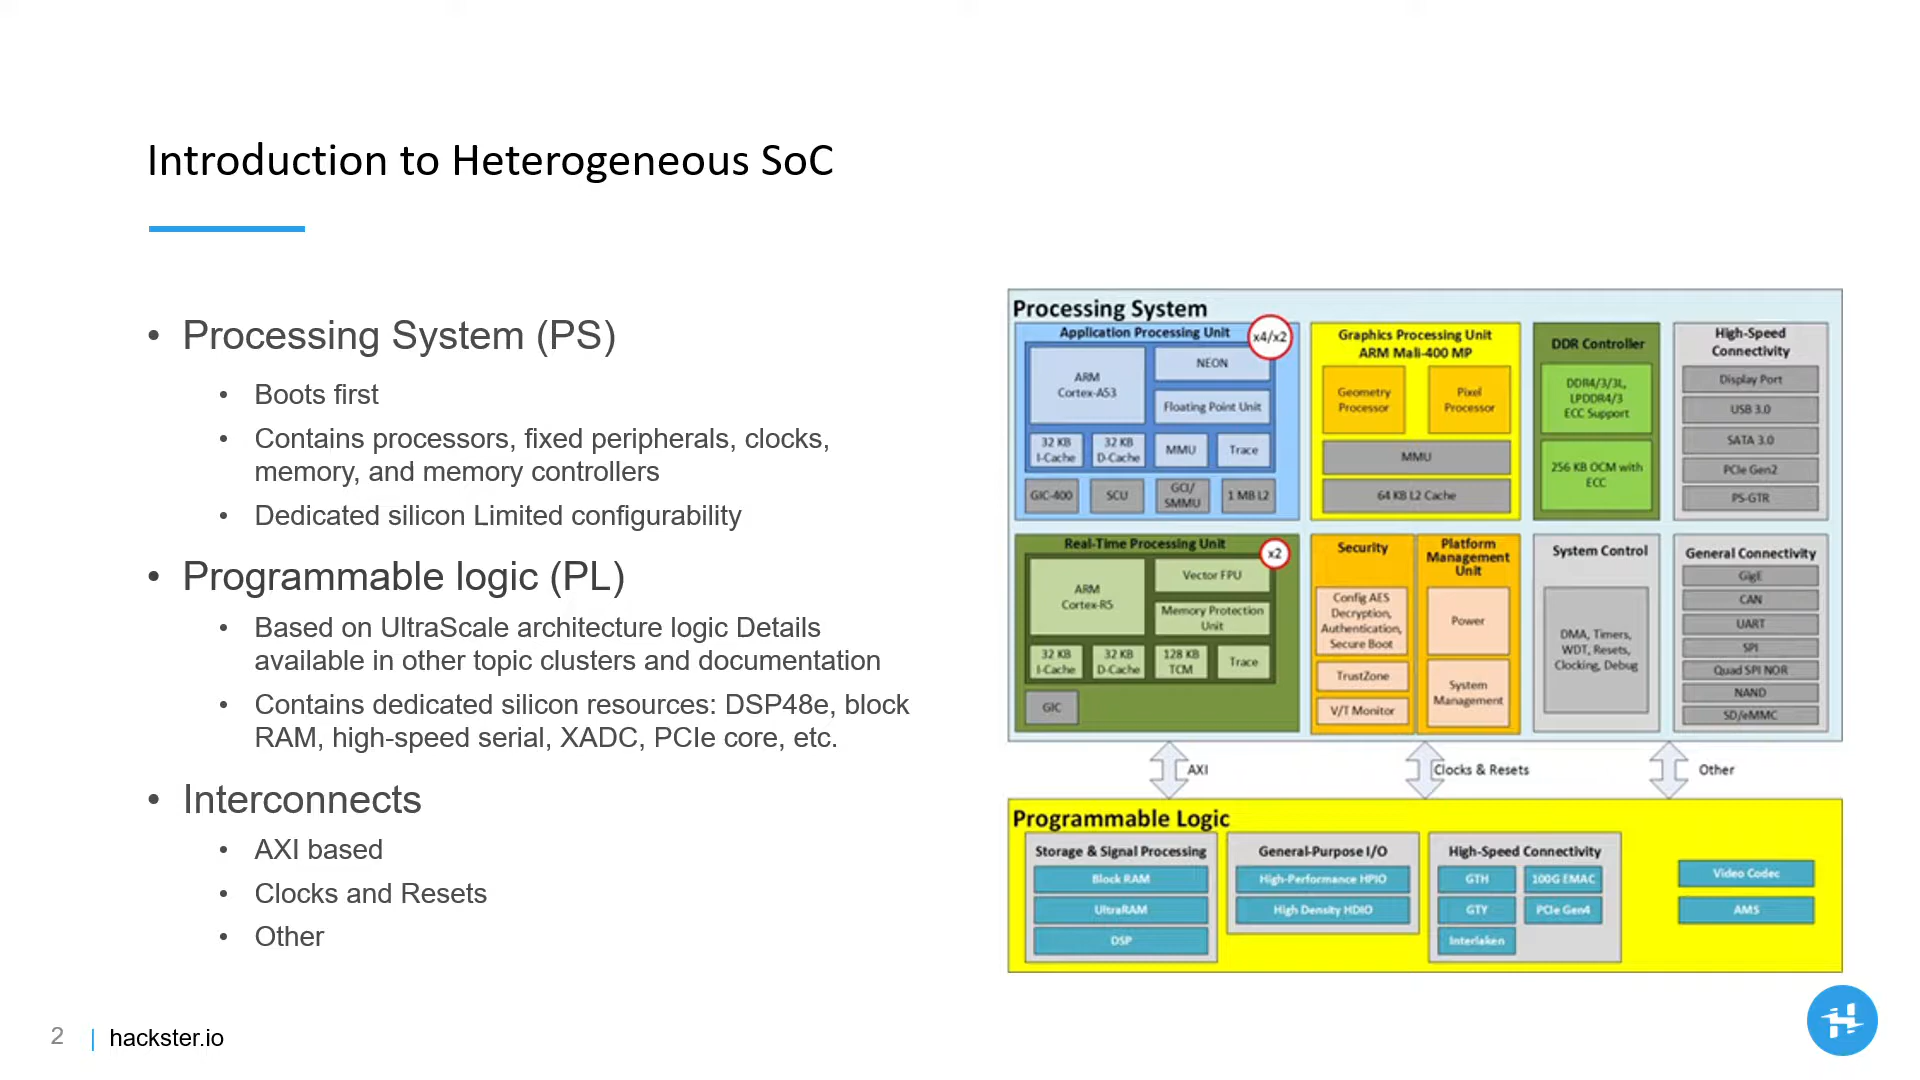 Introduction to Heterogeneous SoC
• Processing System (PS)
• Boots first
• Contains processors, fixed peripherals, clocks,
memory, and memory controllers
• Dedicated silicon Limited configurability
• Programmable logic (PL)
• Based on UltraScale architecture logic Details
available in other topic clusters and documentation
• Contains dedicated silicon resources: DSP48e, block
RAM, high-speed serial, XADC, PCIe core, etc.
• Interconnects
• AXI based
• Clocks and Resets
• Other
Processing System
Application Processing Unit
x4/x2
ARM
Cortex-A53
NEON
Floating Point Unit
32 KB
I-Cache
32 KB
D-Cache
MMU
Trace
GIC-400
SCU
GCI/
SMMU
1 MB L2
Graphics Processing Unit
ARM Mali-400 MP
Geometry
Processor
Pixel
Processor
MMU
64 KB L2 Cache
DDR Controller
DDR4/3/3L,
LPDDR4/3
ECC Support
256 KB OCM with
ECC
High-Speed
Connectivity
Display Port
USB 3.0
SATA 3.0
PCIe Gen2
PS-GTR
Real-Time Processing Unit
x2
ARM
Cortex-R5
Vector FPU
Memory Protection
Unit
32 KB
I-Cache
32 KB
D-Cache
128 KB
TCM
Trace
GIC
Security
Config AES
Decryption,
Authentication,
Secure Boot
TrustZone
V/T Monitor
Platform
Management
Unit
Power
System
Management
System Control
DMA, Timers,
WDT, Resets,
Clocking, Debug
General Connectivity
GigE
CAN
UART
SPI
Quad SPI NOR
NAND
SD/eMMC
AXI
Clocks & Resets
Other
Programmable Logic
Storage & Signal Processing
Block RAM
UltraRAM
DSP
General-Purpose I/O
High-Performance HPIO
High Density HDIO
High-Speed Connectivity
GTH
100G EMAC
GTY
PCIe Gen4
Interlaken
Video Codec
AMS
2 | hackster.io